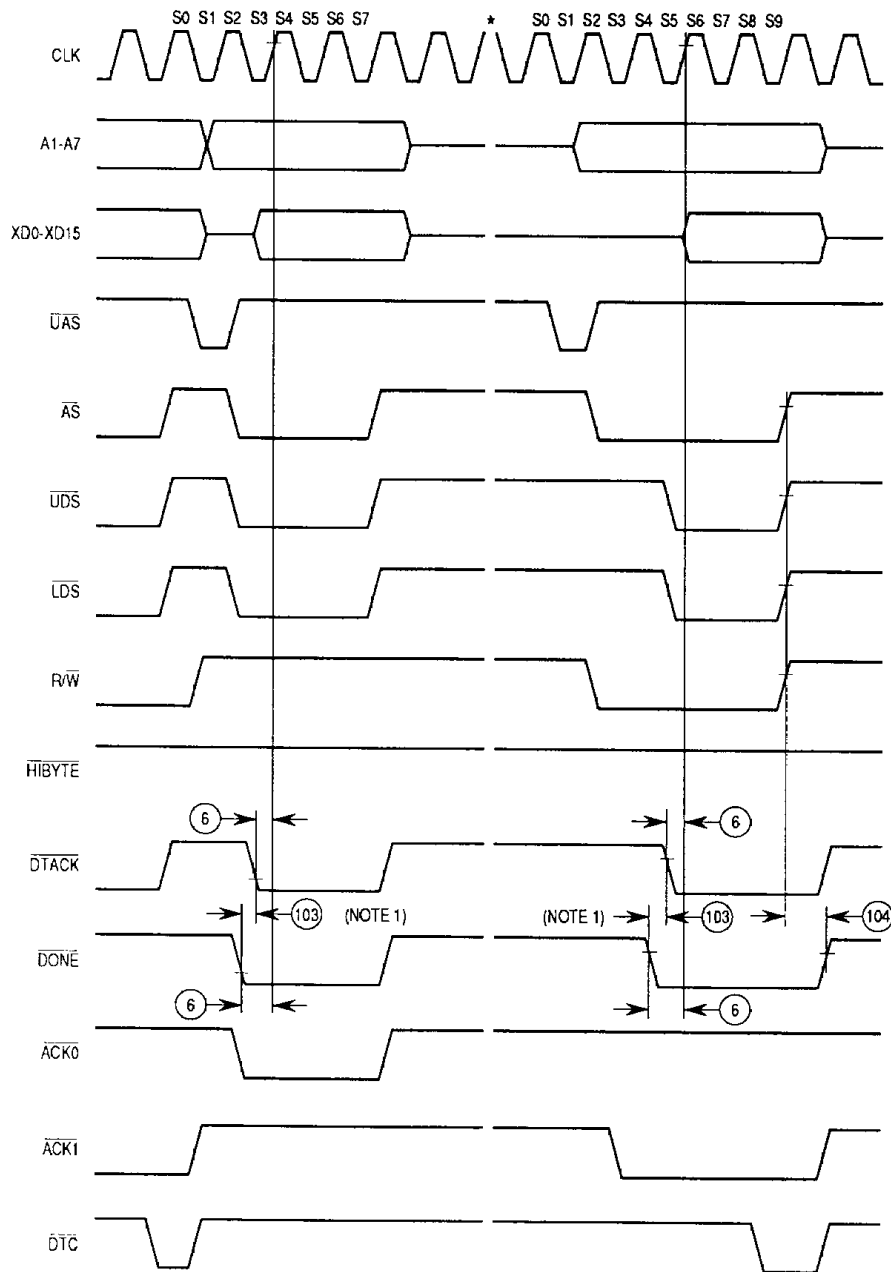 S0 S1 S2 S3 S4 S5 S6 S7 * S0 S1 S2 S3 S4 S5 S6 S7 S8 S9
CLK
A1-A7
XD0-XD15
UAS
AS
UDS
LDS
R/W
HIBYTE
6 6
DTACK
103 (NOTE 1) (NOTE 1) 103 104
DONE
6 6
ACK0
ACK1
DTC